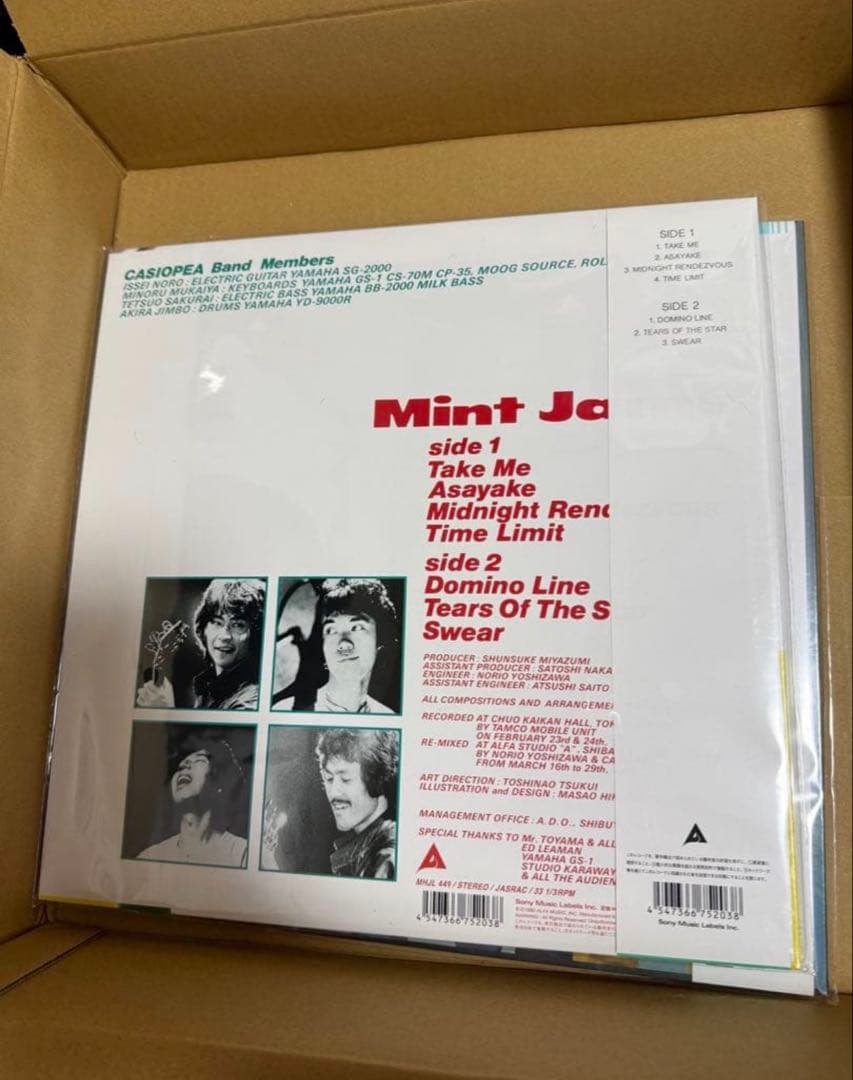 CASIOPEA Band Members
ISSEI NORO : ELECTRIC GUITAR YAMAHA SG-2000
MINORU MUKAIYA : KEYBOARDS YAMAHA GS-1 CS-70M CP-35, MOOG SOURCE, ROL
TETSUO SAKURAI : ELECTRIC BASS YAMAHA BB-2000 MILK BASS
AKIRA JIMBO : DRUMS YAMAHA YD-9000R
Mint Ja
side 1
Take Me
Asayake
Midnight Rend
Time Limit
side 2
Domino Line
Tears Of The S
Swear
PRODUCER : SHUNSUKE MIYAZUMI
ASSISTANT PRODUCER : SATOSHI NAKA
ENGINEER : NORIO YOSHIZAWA
ASSISTANT ENGINEER : ATSUSHI SAITO
ALL COMPOSITIONS AND ARRANGEME
RECORDED AT CHUO KAIKAN HALL, TO
BY TAMCO MOBILE UNIT
ON FEBRUARY 23rd & 24th,
RE-MIXED AT ALFA STUDIO "A", SHIBA
BY NORIO YOSHIZAWA & CA
FROM MARCH 16th to 29th,
ART DIRECTION : TOSHINAO TSUKUI
ILLUSTRATION and DESIGN : MASAO HI
MANAGEMENT OFFICE : A.D.O., SHIBU
SPECIAL THANKS TO Mr. TOYAMA & ALL
ED LEAMAN
YAMAHA GS-1
STUDIO KARAWAY
& ALL THE AUDIEN
MHJL 449 / STEREO / JASRAC / 33 1/3RPM
4 547366 752038
Sony Music Labels Inc.
SIDE 1
1. TAKE ME
2. ASAYAKE
3. MIDNIGHT RENDEZVOUS
4. TIME LIMIT
SIDE 2
1. DOMINO LINE
2. TEARS OF THE STAR
3. SWEAR
4 547366 752038
Sony Music Labels Inc.